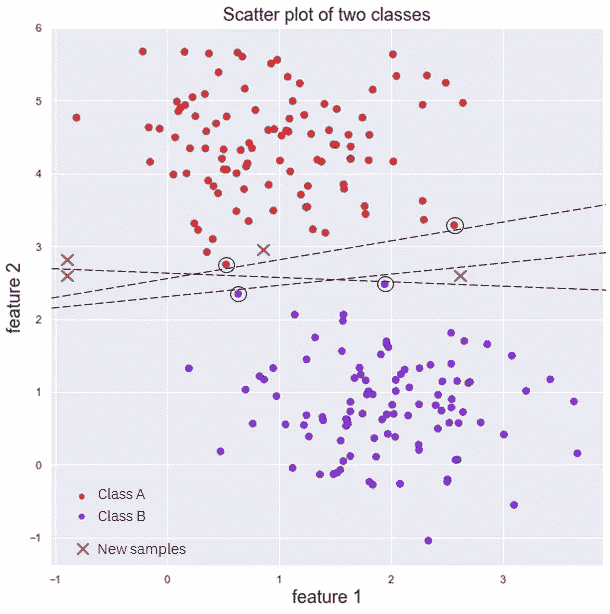 Scatter plot of two classes
6
5
4
3
2
1
0
−1
feature 2
Class A
Class B
New samples
−1 0 1 2 3
feature 1